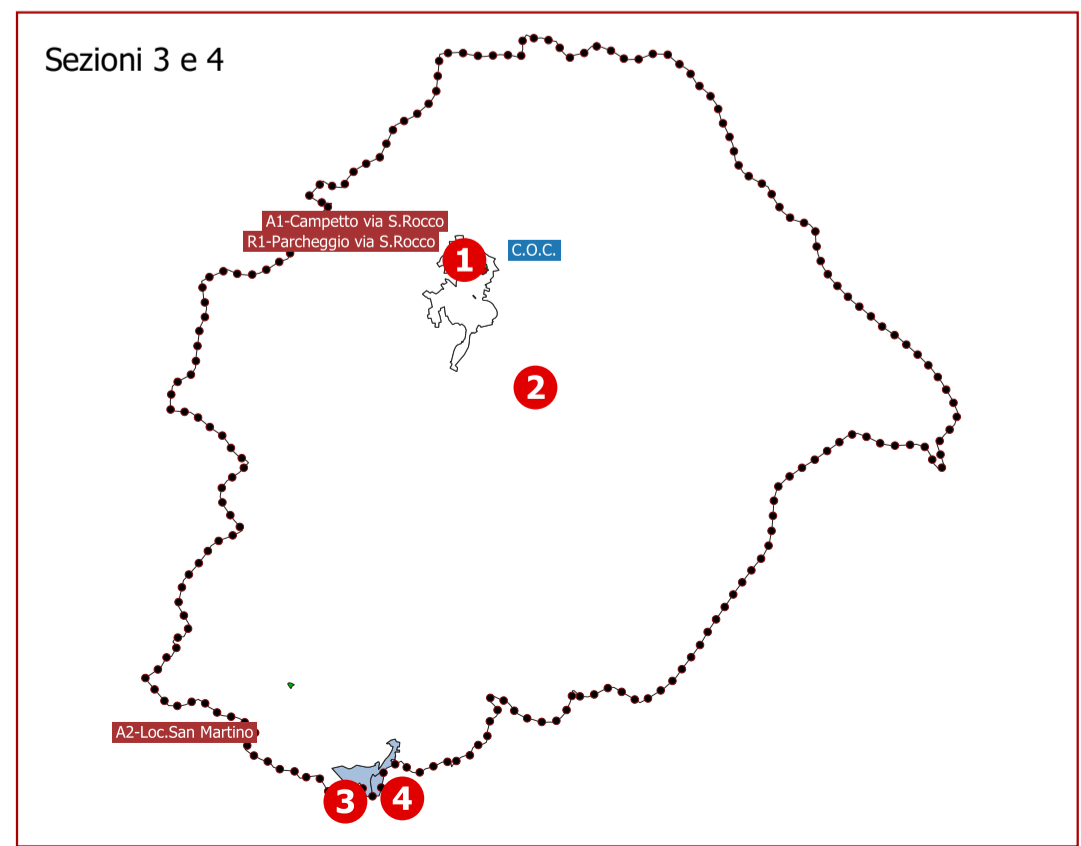 Sezioni 3 e 4
A1-Campetto via S.Rocco
R1-Parcheggio via S.Rocco
C.O.C.
1
2
A2-Loc.San Martino
3
4